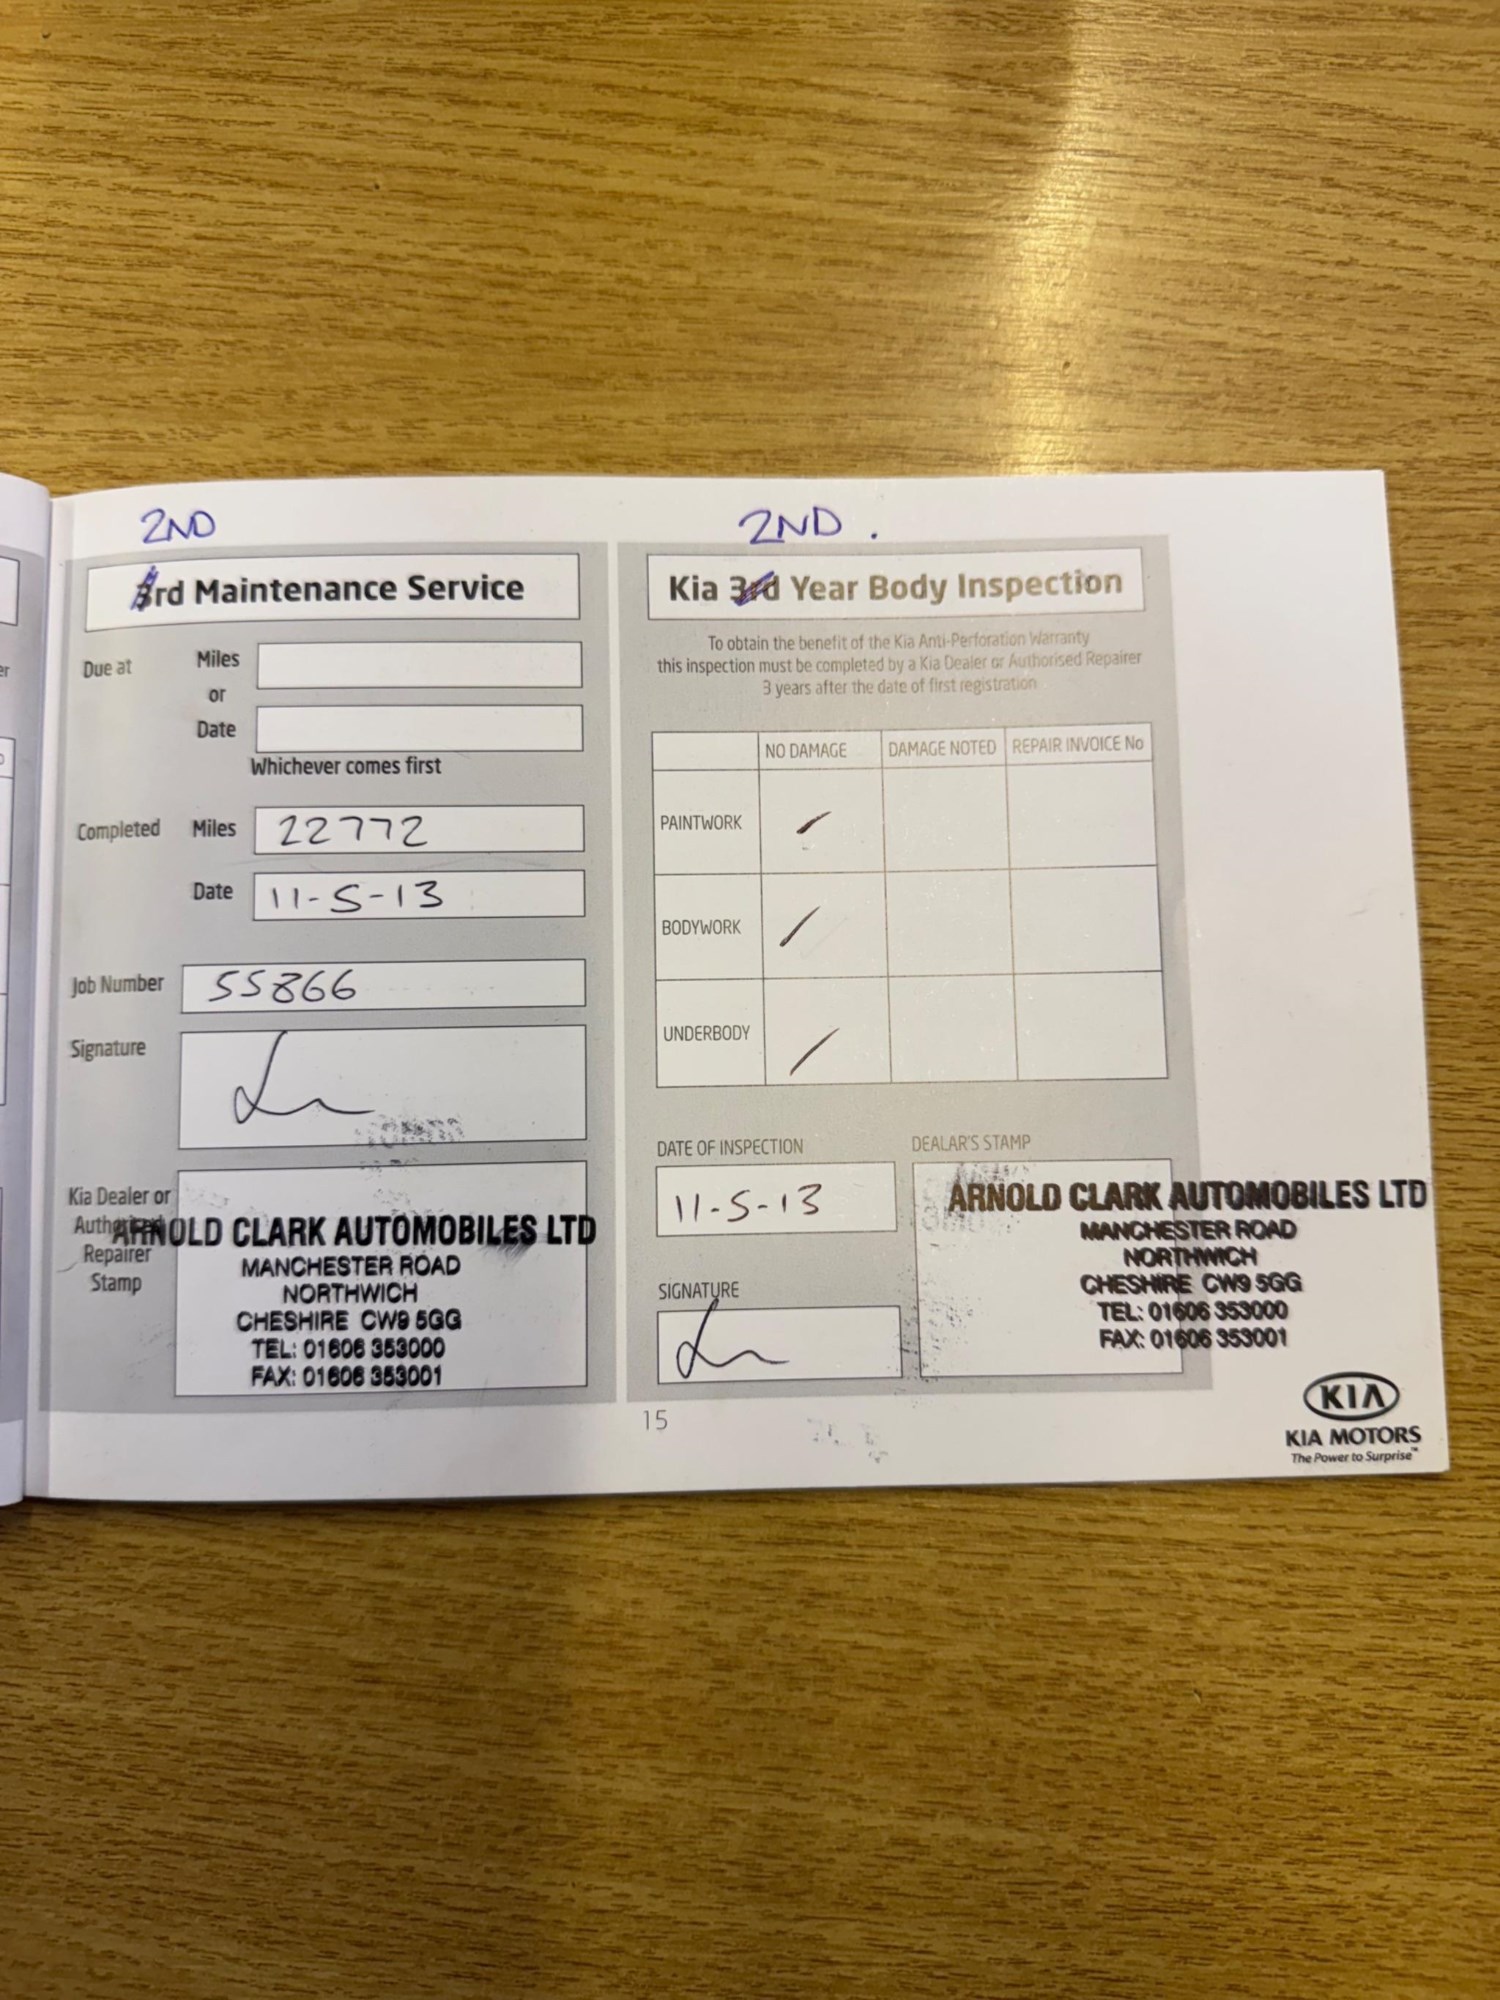 2ND
3rd Maintenance Service
Due at
Miles
or
Date
Whichever comes first
Completed
Miles 22772
Date 11-5-13
Job Number 55866
Signature
Kia Dealer or
Authorised
Repairer
Stamp
ARNOLD CLARK AUTOMOBILES LTD
MANCHESTER ROAD
NORTHWICH
CHESHIRE CW9 5GG
TEL: 01606 353000
FAX: 01606 353001
2ND.
Kia 3rd Year Body Inspection
To obtain the benefit of the Kia Anti-Perforation Warranty
this inspection must be completed by a Kia Dealer or Authorised Repairer
3 years after the date of first registration
NO DAMAGE DAMAGE NOTED REPAIR INVOICE No
PAINTWORK
BODYWORK
UNDERBODY
DATE OF INSPECTION
11-5-13
SIGNATURE
DEALAR'S STAMP
ARNOLD CLARK AUTOMOBILES LTD
MANCHESTER ROAD
NORTHWICH
CHESHIRE CW9 5GG
TEL: 01606 353000
FAX: 01606 353001
15
KIA
KIA MOTORS
The Power to Surprise™